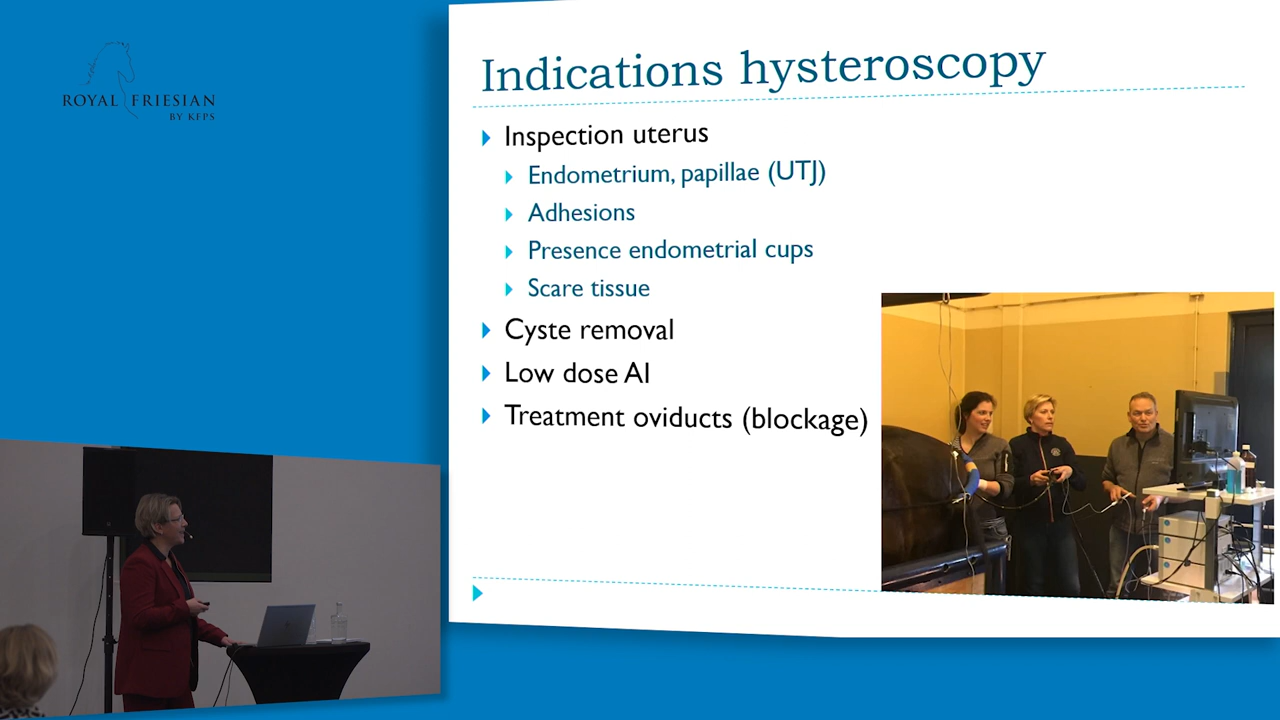 ROYAL FRIESIAN
BY KFPS
Indications hysteroscopy
Inspection uterus
Endometrium, papillae (UTJ)
Adhesions
Presence endometrial cups
Scare tissue
Cyste removal
Low dose AI
Treatment oviducts (blockage)